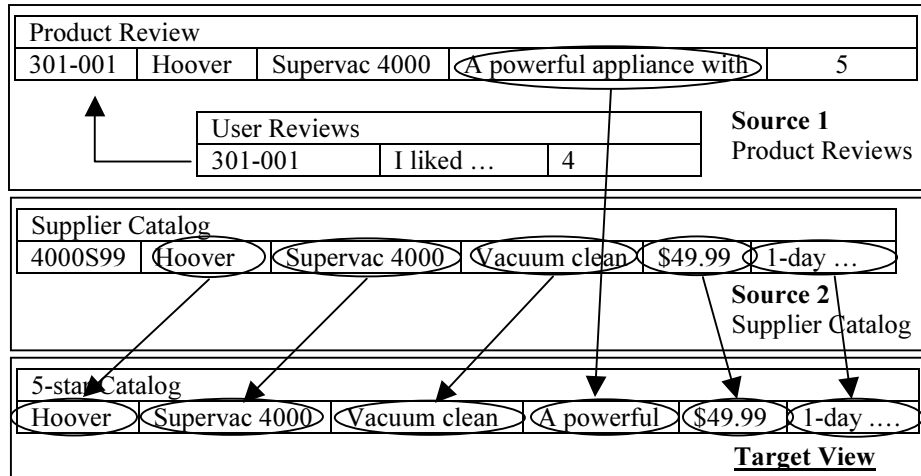 Product Review
301-001 Hoover Supervac 4000 A powerful appliance with 5
User Reviews
301-001 I liked … 4
Source 1
Product Reviews
Supplier Catalog
4000S99 Hoover Supervac 4000 Vacuum clean $49.99 1-day …
Source 2
Supplier Catalog
5-star Catalog
Hoover Supervac 4000 Vacuum clean A powerful $49.99 1-day ….
Target View